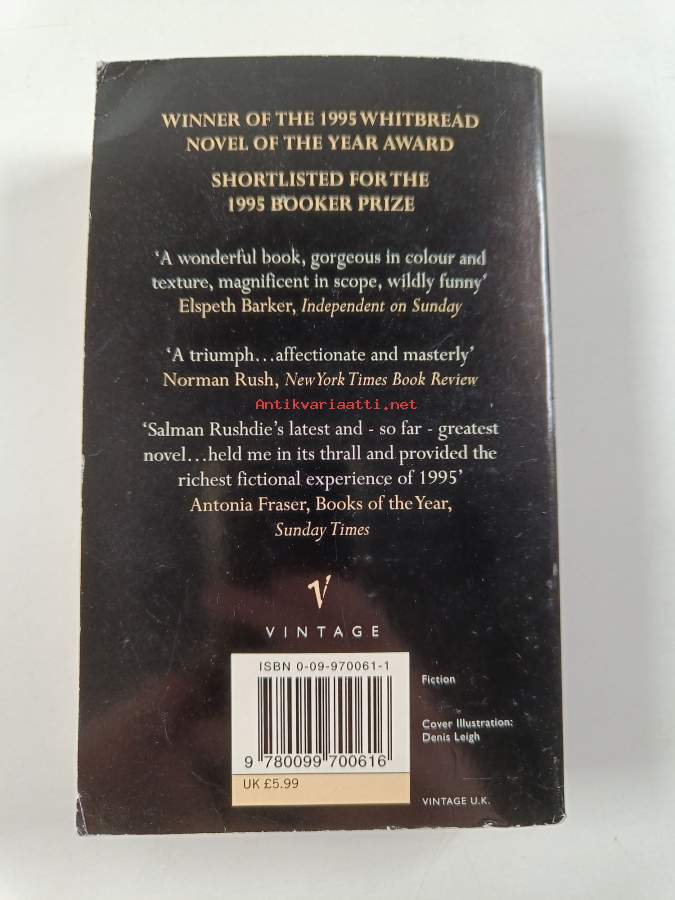 WINNER OF THE 1995 WHITBREAD
NOVEL OF THE YEAR AWARD
SHORTLISTED FOR THE
1995 BOOKER PRIZE
‘A wonderful book, gorgeous in colour and
texture, magnificent in scope, wildly funny’
Elspeth Barker, Independent on Sunday
‘A triumph...affectionate and masterly’
Norman Rush, New York Times Book Review
Antikvariaatti.net
‘Salman Rushdie’s latest and - so far - greatest
novel...held me in its thrall and provided the
richest fictional experience of 1995’
Antonia Fraser, Books of the Year,
Sunday Times
V
VINTAGE
ISBN 0-09-970061-1
9 780099 700616
UK £5.99
Fiction
Cover Illustration:
Denis Leigh
VINTAGE U.K.